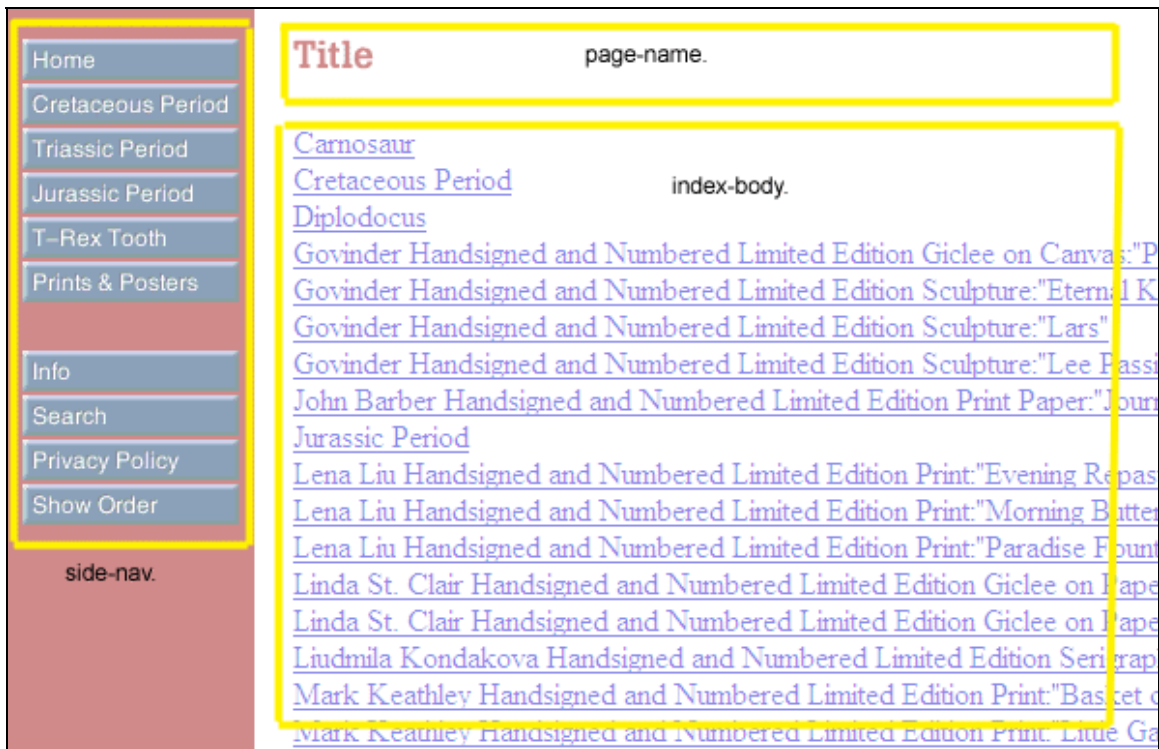 Home
Cretaceous Period
Triassic Period
Jurassic Period
T-Rex Tooth
Prints & Posters
Info
Search
Privacy Policy
Show Order
side-nav.
Title
page-name.
Carnosaur
Cretaceous Period
index-body.
Diplodocus
Govinder Handsigned and Numbered Limited Edition Giclee on Canvas:"P
Govinder Handsigned and Numbered Limited Edition Sculpture:"Eternal K
Govinder Handsigned and Numbered Limited Edition Sculpture:"Lars"
Govinder Handsigned and Numbered Limited Edition Sculpture:"Lee Passi
John Barber Handsigned and Numbered Limited Edition Print Paper:"Journ
Jurassic Period
Lena Liu Handsigned and Numbered Limited Edition Print:"Evening Repas
Lena Liu Handsigned and Numbered Limited Edition Print:"Morning Butter
Lena Liu Handsigned and Numbered Limited Edition Print:"Paradise Fount
Linda St. Clair Handsigned and Numbered Limited Edition Giclee on Pape
Linda St. Clair Handsigned and Numbered Limited Edition Giclee on Pape
Liudmila Kondakova Handsigned and Numbered Limited Edition Serigrap
Mark Keathley Handsigned and Numbered Limited Edition Print:"Basket o
Mark Keathley Handsigned and Numbered Limited Edition Print:"Little Ga